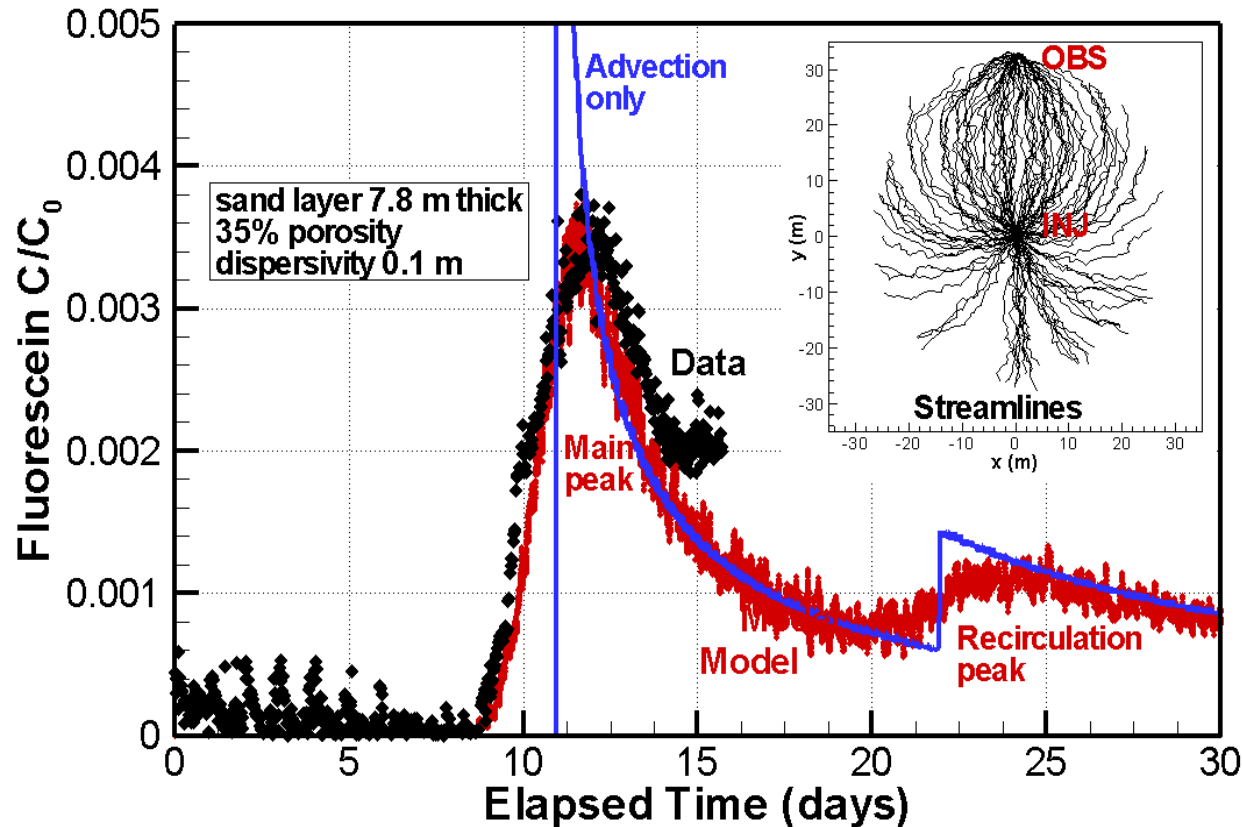 0.005
0.004
0.003
0.002
0.001
0
Fluorescein C/C₀
0
5
10
15
20
25
30
Elapsed Time (days)
Advection
only
sand layer 7.8 m thick
35% porosity
dispersivity 0.1 m
Data
Main
peak
M
Model
Recirculation
peak
OBS
INJ
Streamlines
30
20
10
0
-10
-20
-30
y (m)
-30
-20
-10
0
10
20
30
x (m)